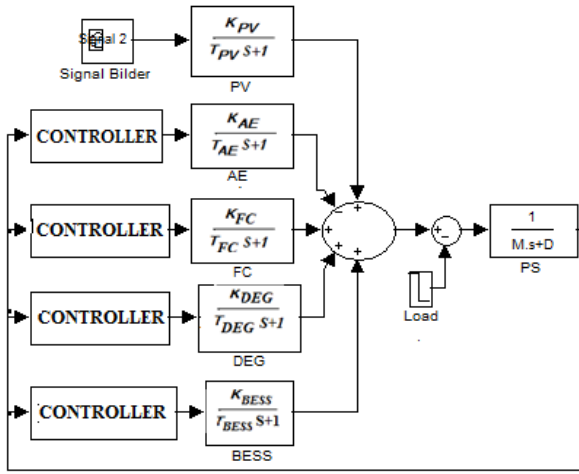 Signal 2
Signal Bilder
K_PV
T_PV S+1
PV
CONTROLLER
K_AE
T_AE S+1
AE
CONTROLLER
K_FC
T_FC S+1
FC
CONTROLLER
K_DEG
T_DEG S+1
DEG
CONTROLLER
K_BESS
T_BESS S+1
BESS
Load
1
M.s+D
PS